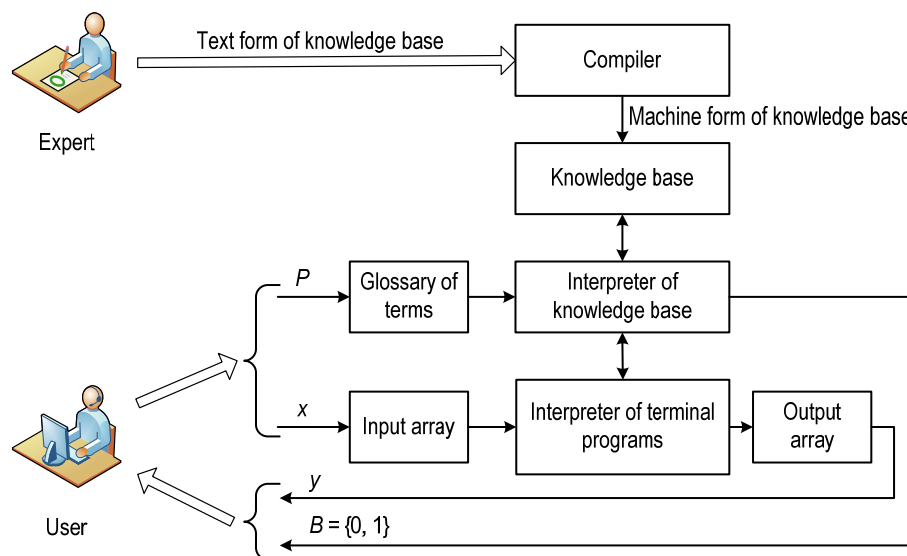 Text form of knowledge base
Compiler
Expert
Machine form of knowledge base
Knowledge base
P
Glossary of
terms
Interpreter of
knowledge base
x
Input array
Interpreter of terminal
programs
Output
array
y
User
B = {0, 1}